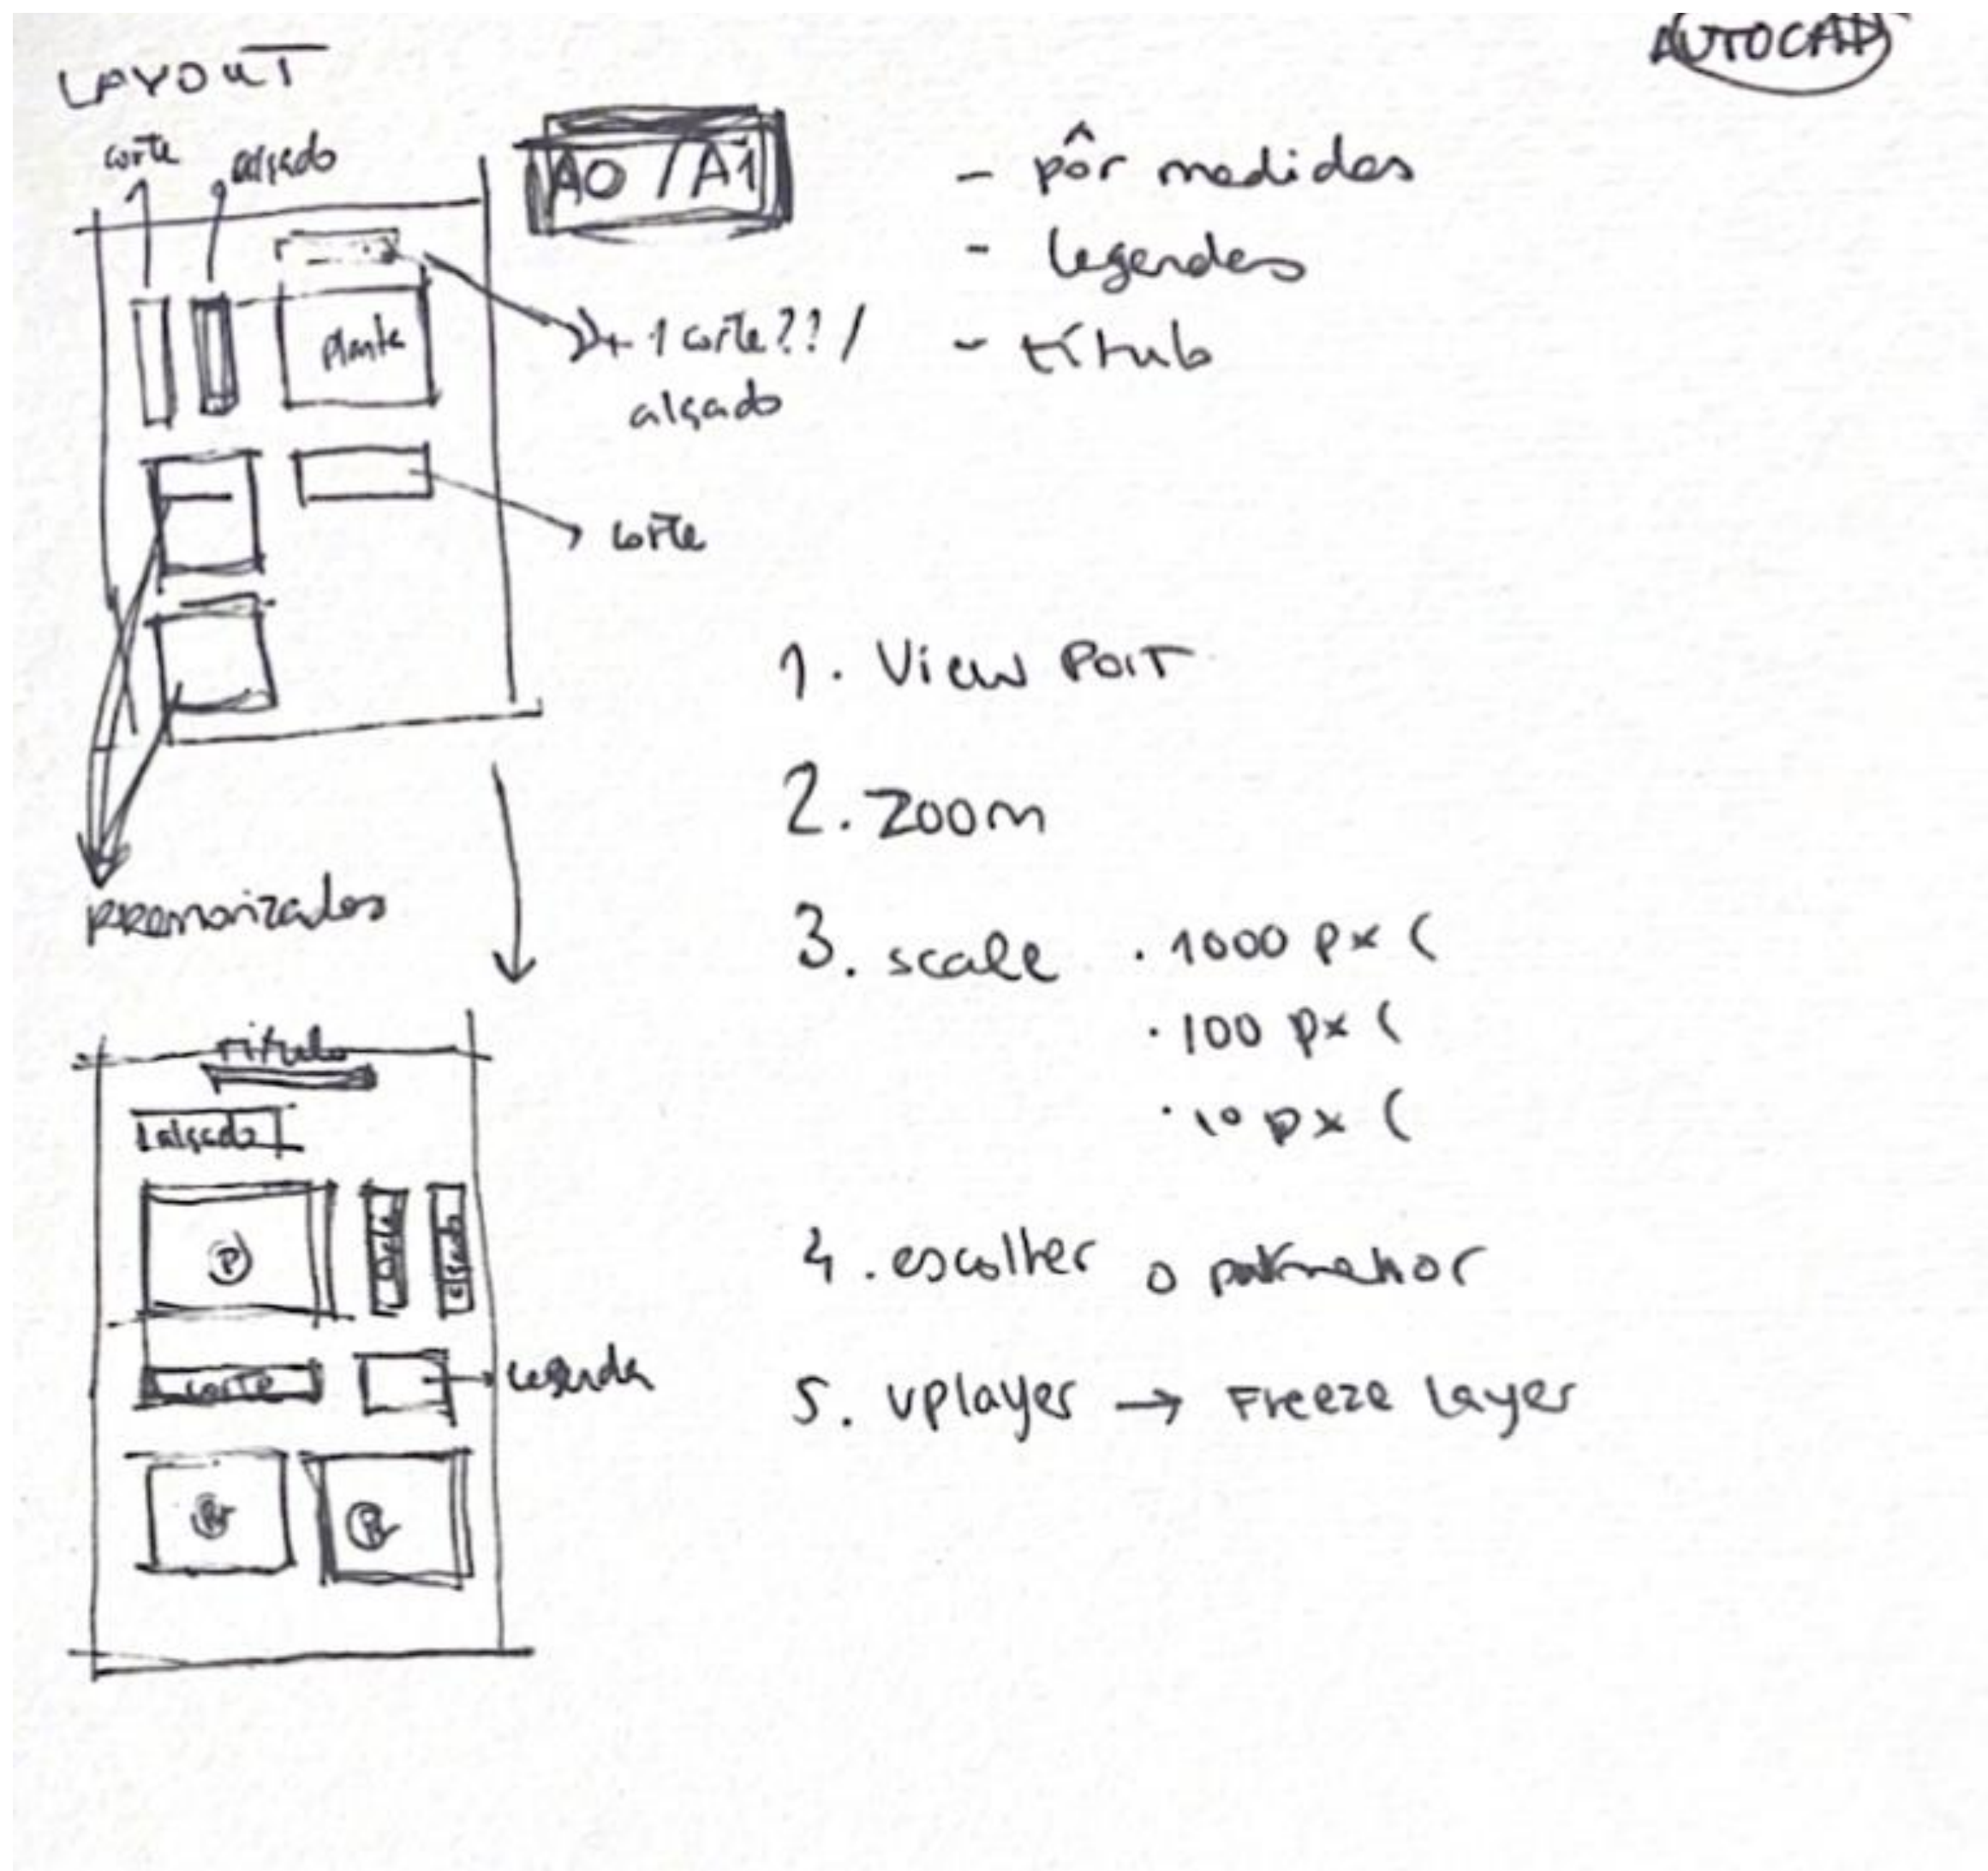 AUTOCAD
LAYOUT
corte
alçado
A0 / A1
- pôr medidas
- legendas
- título
Planta
+ 1 corte?? /
alçado
corte
1. View PorT
2. Zoom
3. scale . 1000 px (
. 100 px (
. 10 px (
4. escolher o
5. vplayer → Freeze layer
título
alçado
P
corte
alçado
corte
legenda